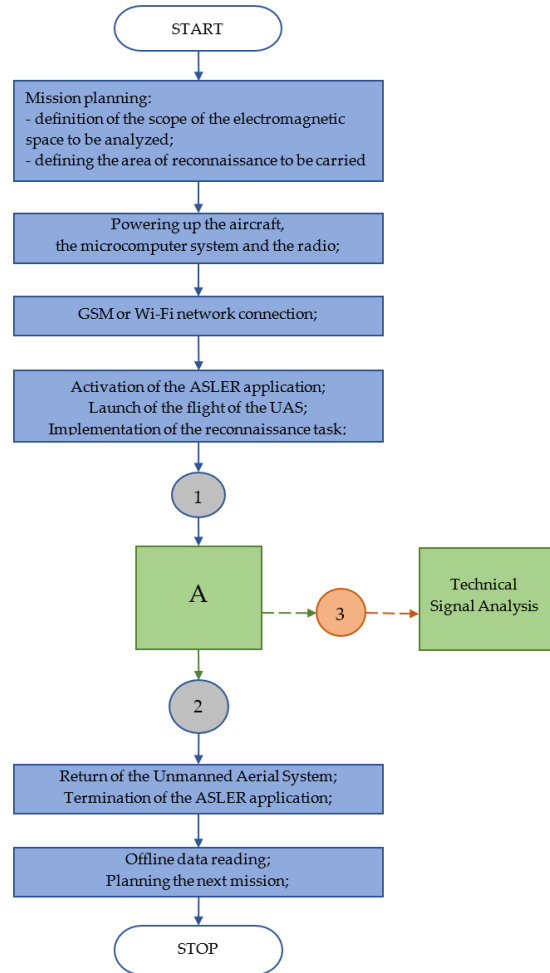 START
Mission planning:
- definition of the scope of the electromagnetic
space to be analyzed;
- defining the area of reconnaissance to be carried
Powering up the aircraft,
the microcomputer system and the radio;
GSM or Wi-Fi network connection;
Activation of the ASLER application;
Launch of the flight of the UAS;
Implementation of the reconnaissance task;
1
A
3
Technical
Signal Analysis
2
Return of the Unmanned Aerial System;
Termination of the ASLER application;
Offline data reading;
Planning the next mission;
STOP